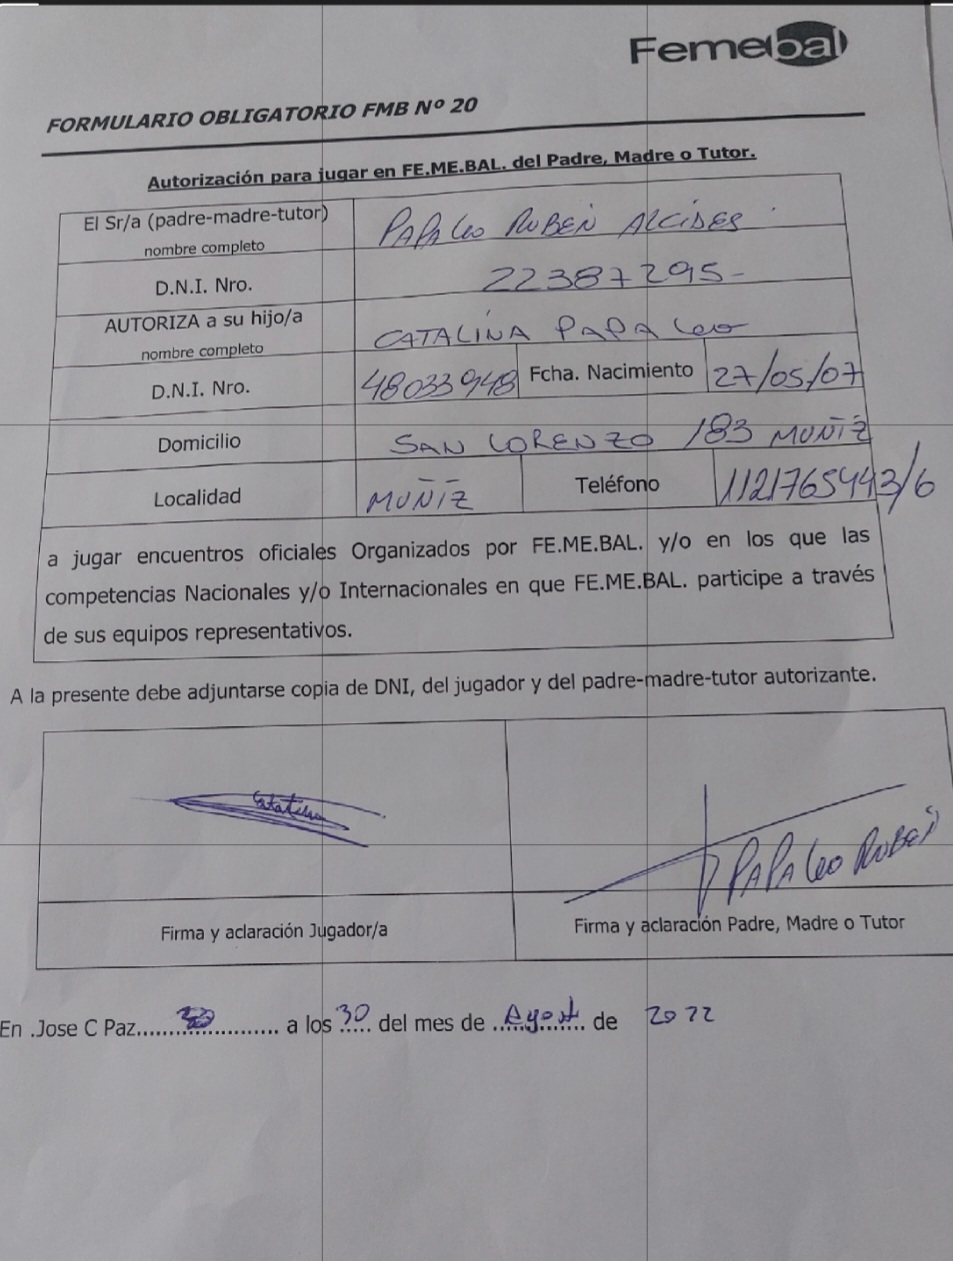 Femebal
FORMULARIO OBLIGATORIO FMB Nº 20
Autorización para jugar en FE.ME.BAL. del Padre, Madre o Tutor.
El Sr/a (padre-madre-tutor)
nombre completo
PAPALEO RUBEN ALCIDES
D.N.I. Nro.
22387295-
AUTORIZA a su hijo/a
nombre completo
CATALINA PAPALEO
D.N.I. Nro.
48033948
Fcha. Nacimiento
27/05/07
Domicilio
SAN LORENZO 183 MUÑIZ
Localidad
MUÑIZ
Teléfono
1121765443/6
a jugar encuentros oficiales Organizados por FE.ME.BAL. y/o en los que las
competencias Nacionales y/o Internacionales en que FE.ME.BAL. participe a través
de sus equipos representativos.
A la presente debe adjuntarse copia de DNI, del jugador y del padre-madre-tutor autorizante.
Catalina
PAPALEO RUBEN
Firma y aclaración Jugador/a
Firma y aclaración Padre, Madre o Tutor
En .Jose C Paz...................... a los 30 del mes de Agosto de 2022